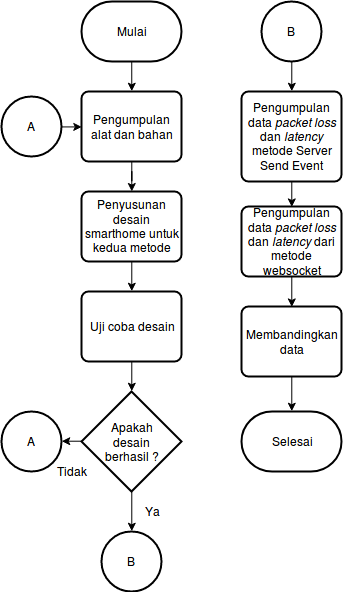 Mulai
A
Pengumpulan
alat dan bahan
Penyusunan
desain
smarthome untuk
kedua metode
Uji coba desain
Apakah
desain
berhasil ?
A
Tidak
Ya
B
B
Pengumpulan
data packet loss
dan latency
metode Server
Send Event
Pengumpulan
data packet loss
dan latency dari
metode
websocket
Membandingkan
data
Selesai